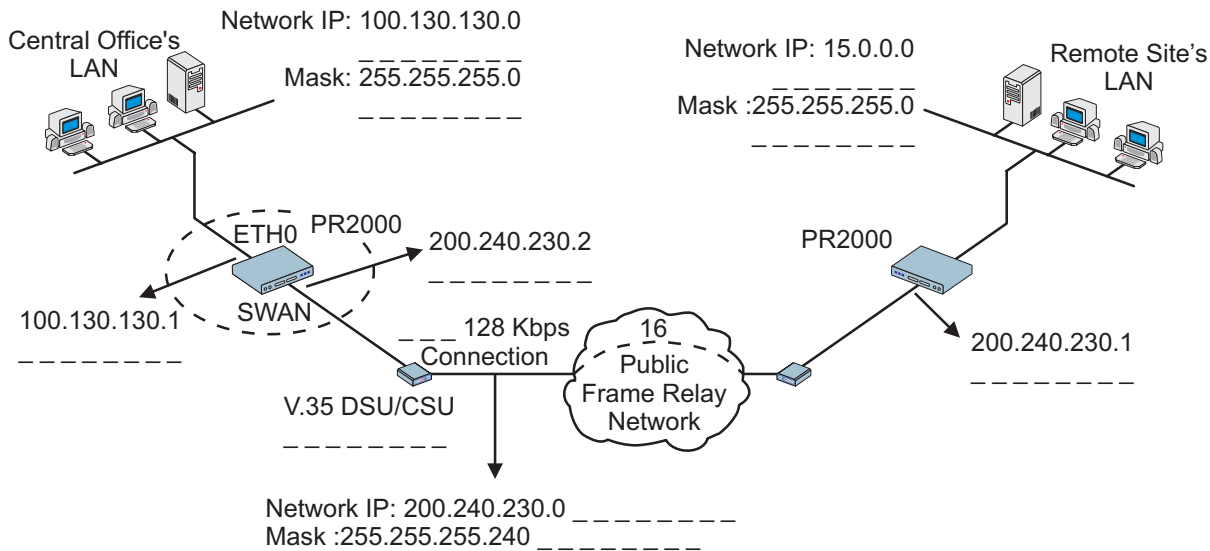 Central Office's
LAN
Network IP: 100.130.130.0
_ _ _ _ _ _ _ _
Mask: 255.255.255.0
_ _ _ _ _ _ _ _
Network IP: 15.0.0.0
_ _ _ _ _ _ _
Mask :255.255.255.0
_ _ _ _ _ _ _ _
Remote Site's
LAN
ETH0
PR2000
200.240.230.2
_ _ _ _ _ _ _ _
SWAN
100.130.130.1
_ _ _ _ _ _ _ _
PR2000
200.240.230.1
_ _ _ _ _ _ _ _
_ _ _ 128 Kbps
Connection
V.35 DSU/CSU
_ _ _ _ _ _ _ _
16
Public
Frame Relay
Network
Network IP: 200.240.230.0 _ _ _ _ _ _ _ _
Mask :255.255.255.240 _ _ _ _ _ _ _ _